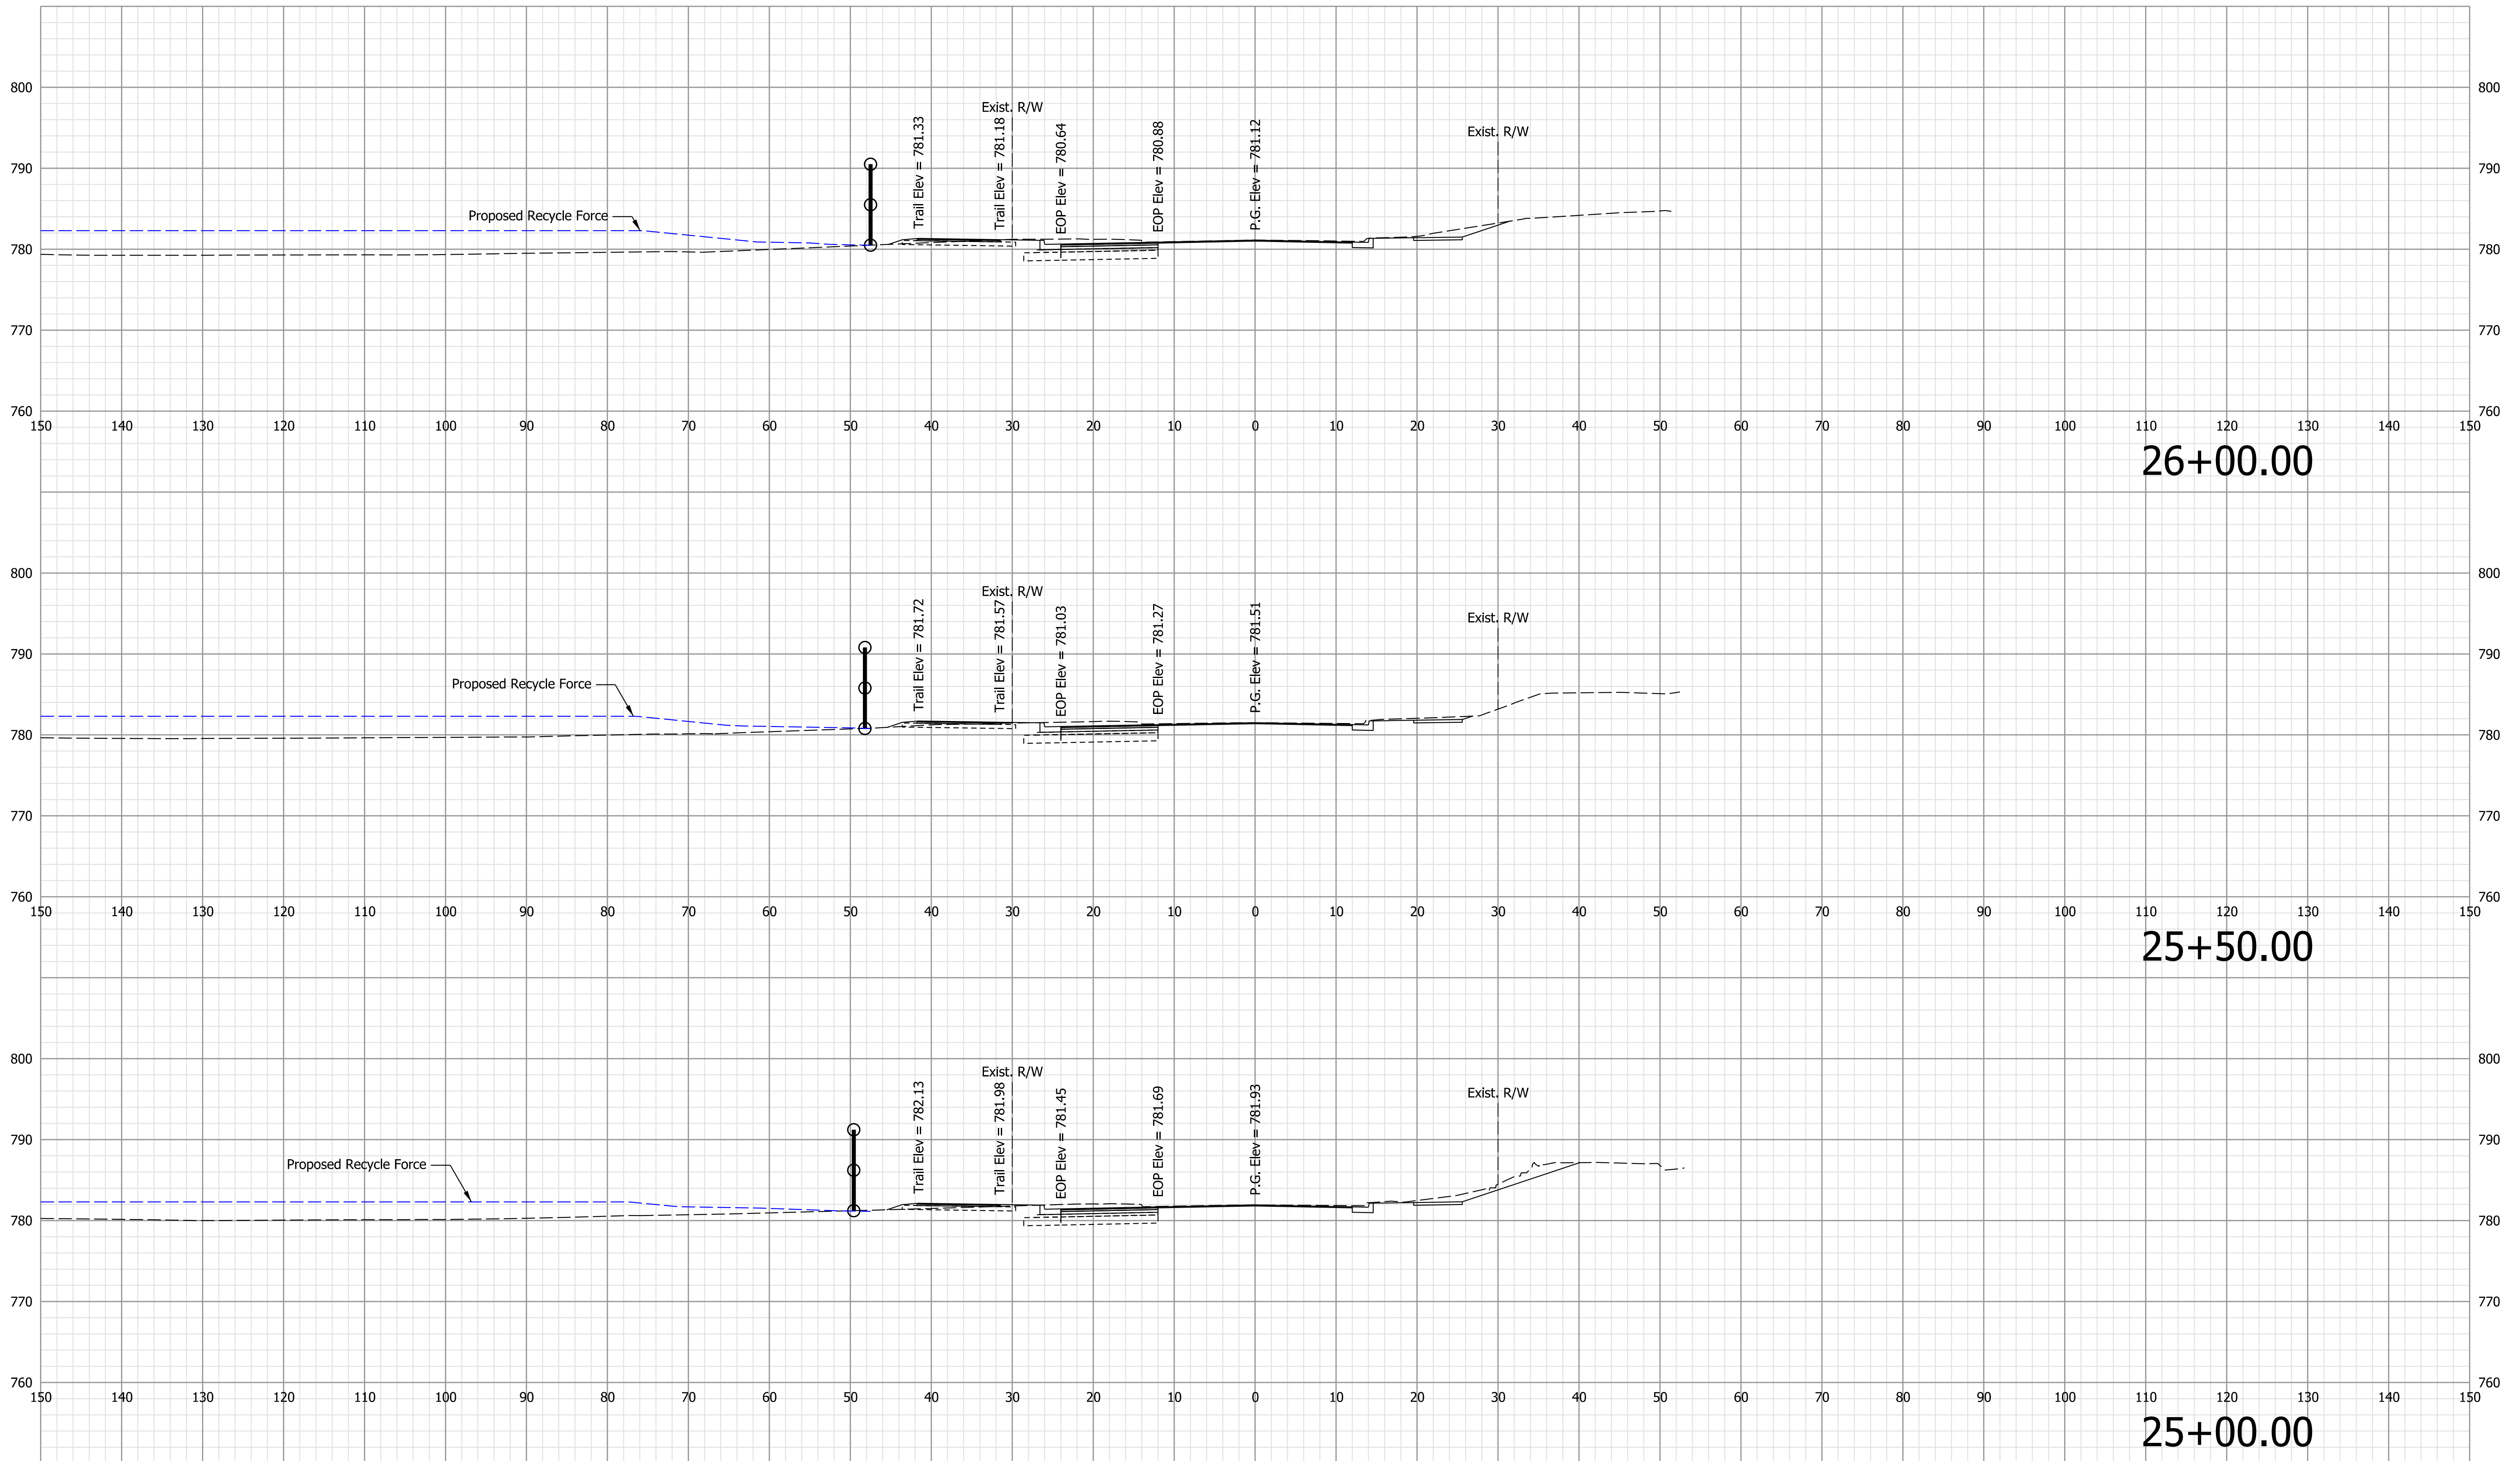 800 800
Exist. R/W
Trail Elev = 781.33
Trail Elev = 781.18
EOP Elev = 780.64
EOP Elev = 780.88
P.G. Elev = 781.12
Exist. R/W
790 790
Proposed Recycle Force
780 780
770 770
760 760
150 140 130 120 110 100 90 80 70 60 50 40 30 20 10 0 10 20 30 40 50 60 70 80 90 100 110 120 130 140 150
26+00.00
800 800
Exist. R/W
Trail Elev = 781.72
Trail Elev = 781.57
EOP Elev = 781.03
EOP Elev = 781.27
P.G. Elev = 781.51
Exist. R/W
790 790
Proposed Recycle Force
780 780
770 770
760 760
150 140 130 120 110 100 90 80 70 60 50 40 30 20 10 0 10 20 30 40 50 60 70 80 90 100 110 120 130 140 150
25+50.00
800 800
Exist. R/W
Trail Elev = 782.13
Trail Elev = 781.98
EOP Elev = 781.45
EOP Elev = 781.69
P.G. Elev = 781.93
Exist. R/W
790 790
Proposed Recycle Force
780 780
770 770
760 760
150 140 130 120 110 100 90 80 70 60 50 40 30 20 10 0 10 20 30 40 50 60 70 80 90 100 110 120 130 140 150
25+00.00